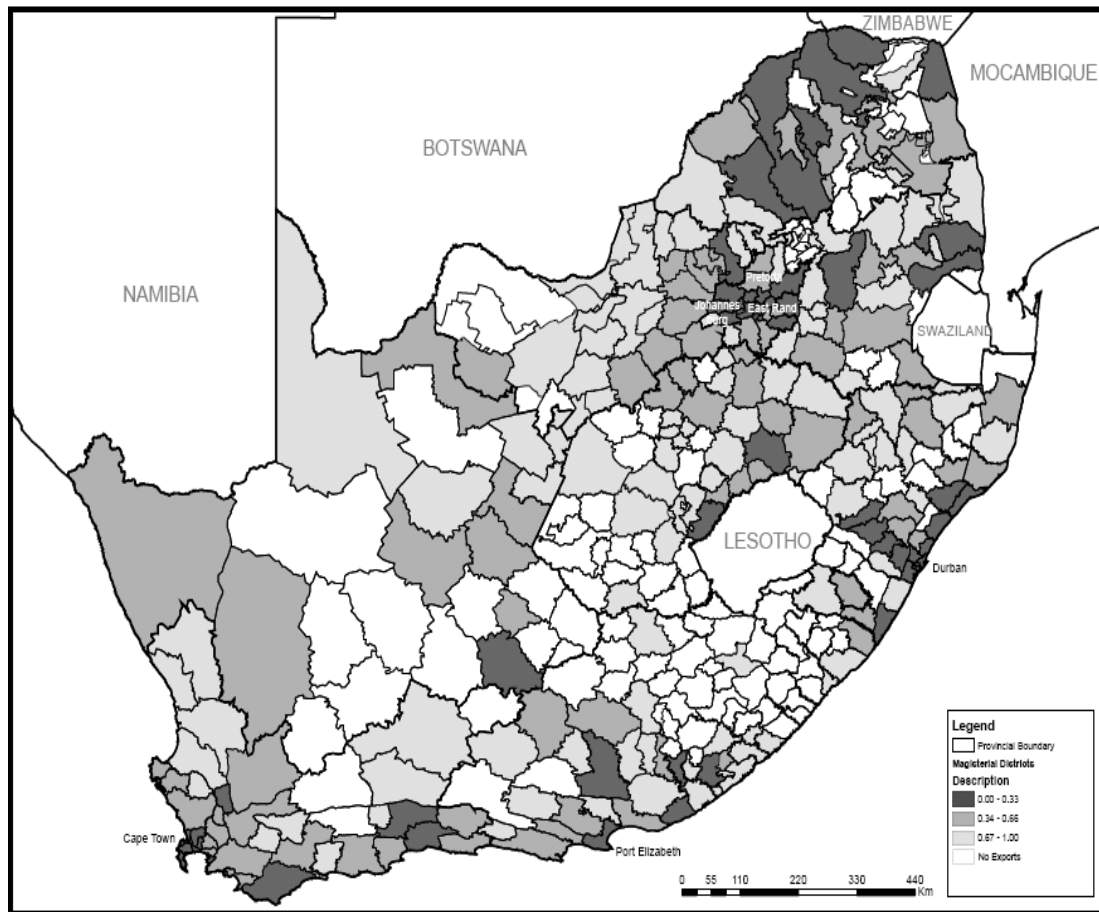 ZIMBABWE
MOCAMBIQUE
BOTSWANA
NAMIBIA
Pretoria
Johannes
East Rand
SWAZILAND
LESOTHO
Durban
Cape Town
Port Elizabeth
Legend
Provincial Boundary
Magisterial Districts
Description
0.00 - 0.33
0.34 - 0.66
0.67 - 1.00
No Exports
0 55 110 220 330 440
Km